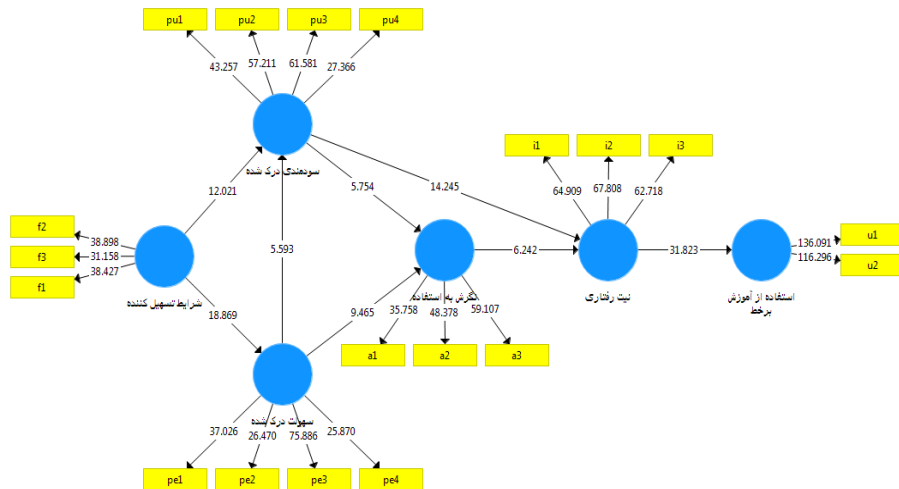 pu1
pu2
pu3
pu4
43.257
57.211
61.581
27.366
سودمندی درک شده
i1
i2
i3
12.021
5.754
14.245
64.909
67.808
62.718
f2
f3
f1
38.898
31.158
38.427
شرایط تسهیل کننده
5.593
6.242
31.823
136.091
116.296
u1
u2
نگرش به استفاده
نیت رفتاری
استفاده از آموزش
برخط
18.869
9.465
35.758
48.378
59.107
a1
a2
a3
سهولت درک شده
37.026
26.470
75.886
25.870
pe1
pe2
pe3
pe4